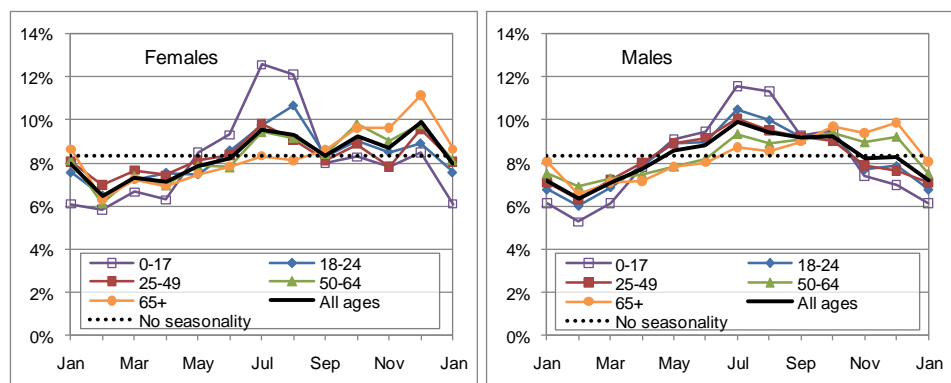 Females
14%
12%
10%
8%
6%
4%
2%
0%
0-17 18-24
25-49 50-64
65+ All ages
No seasonality
Jan Mar May Jul Sep Nov Jan
Males
14%
12%
10%
8%
6%
4%
2%
0%
0-17 18-24
25-49 50-64
65+ All ages
No seasonality
Jan Mar May Jul Sep Nov Jan